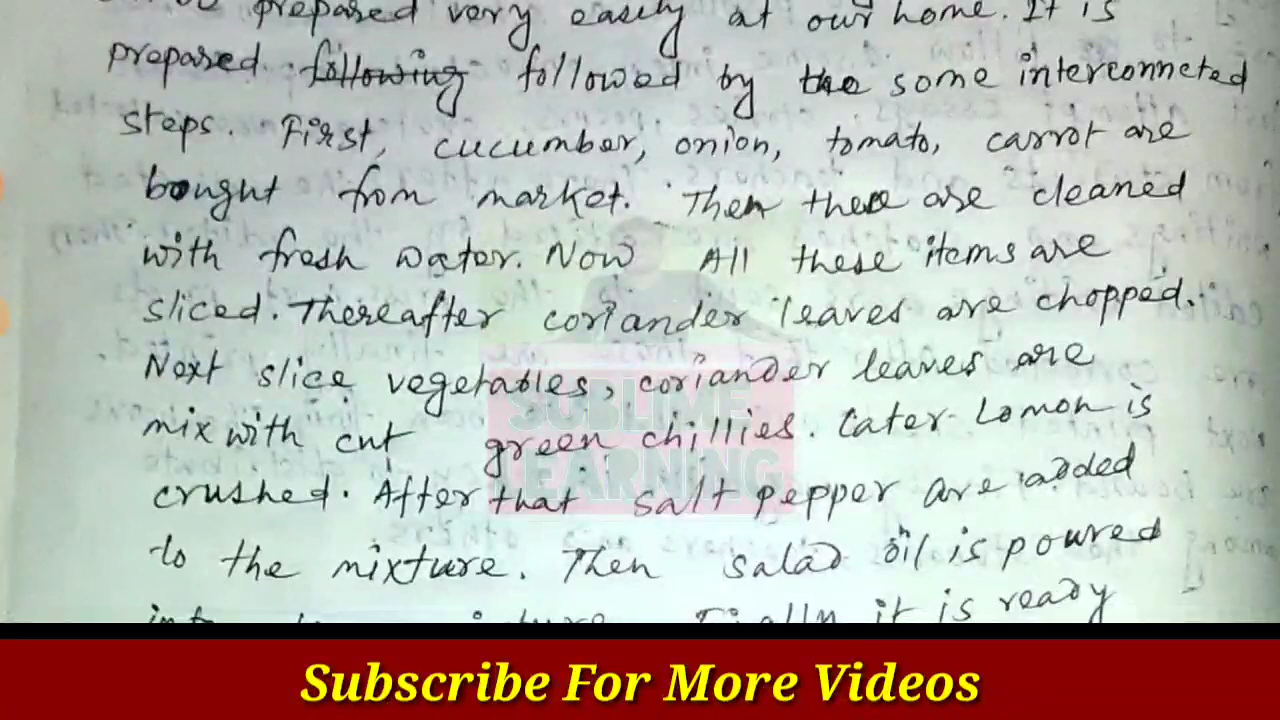 prepared very easily at our home. It is
prepared following followed by the some interconneted
steps. First, cucumber, onion, tomato, carrot are
bought from market. Then these are cleaned
with fresh water. Now All these items are
sliced. Thereafter coriander leaves are chopped.
Next slice vegetables, coriander leaves are
mix with cut green chillies. Later Lemon is
crushed. After that salt pepper are added
to the mixture. Then salad oil is poured
it is ready
SUBLIME
LEARNING
Subscribe For More Videos